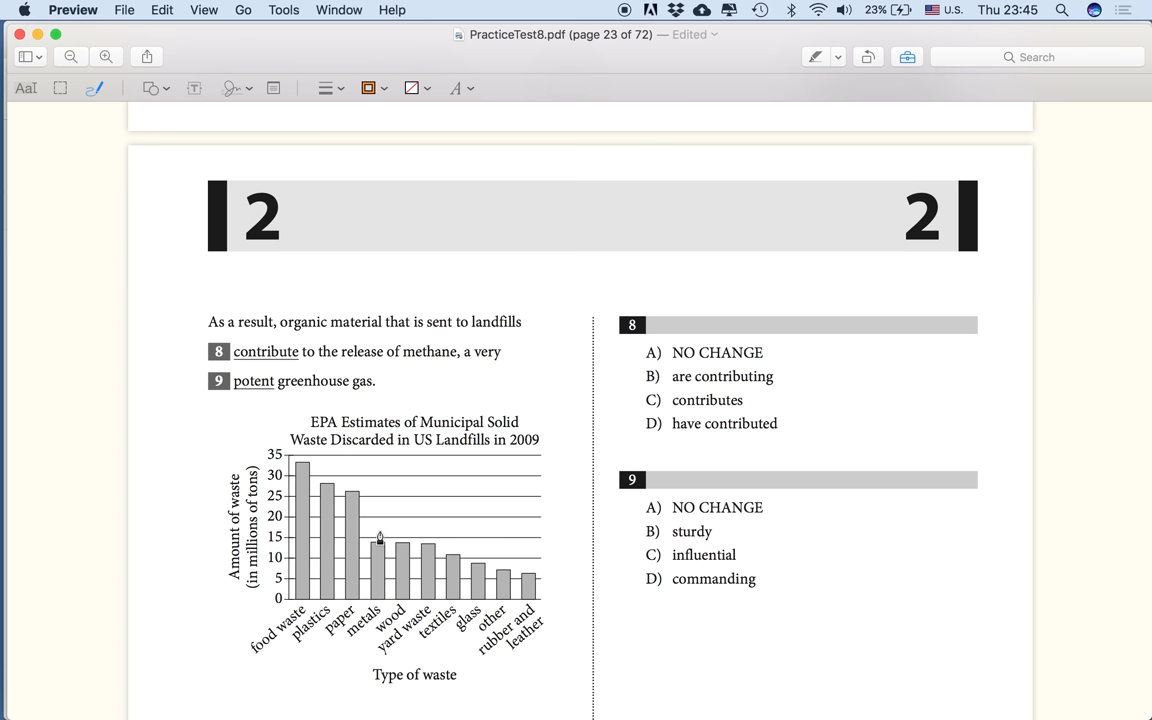 Preview File Edit View Go Tools Window Help 23% U.S. Thu 23:45
PracticeTest8.pdf (page 23 of 72) — Edited
Search
AaI T A
2 2
As a result, organic material that is sent to landfills
8 contribute to the release of methane, a very
9 potent greenhouse gas.
EPA Estimates of Municipal Solid
Waste Discarded in US Landfills in 2009
Amount of waste
(in millions of tons)
35
30
25
20
15
10
5
0
food waste
plastics
paper
metals
wood
yard waste
textiles
glass
other
rubber and
leather
Type of waste
8
A) NO CHANGE
B) are contributing
C) contributes
D) have contributed
9
A) NO CHANGE
B) sturdy
C) influential
D) commanding